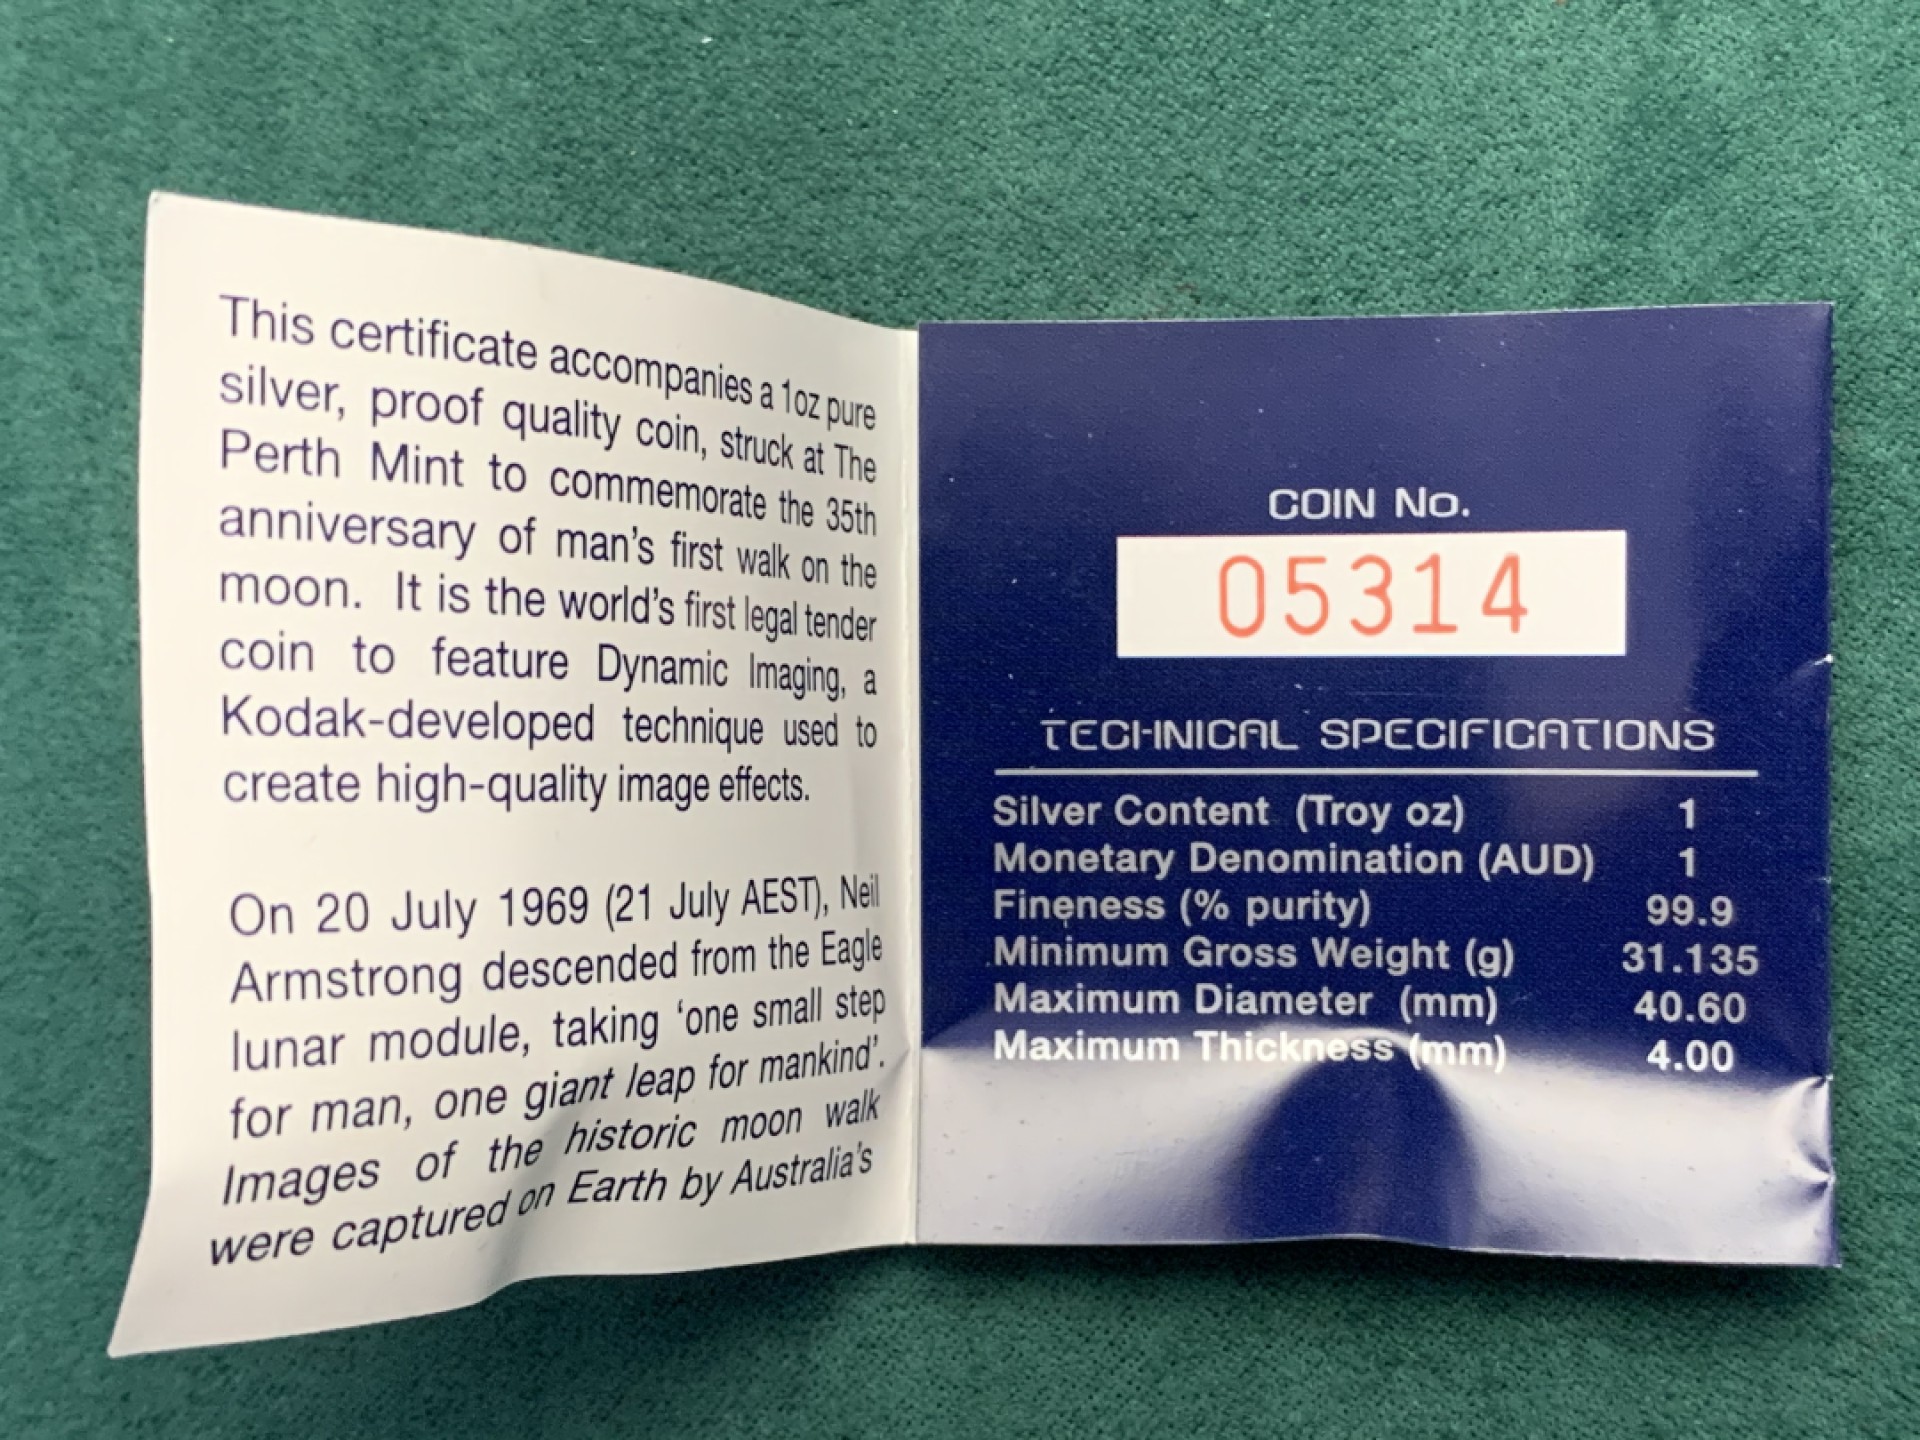 This certificate accompanies a 1oz pure
silver, proof quality coin, struck at The
Perth Mint to commemorate the 35th
anniversary of man's first walk on the
moon. It is the world's first legal tender
coin to feature Dynamic Imaging, a
Kodak-developed technique used to
create high-quality image effects.
On 20 July 1969 (21 July AEST), Neil
Armstrong descended from the Eagle
lunar module, taking 'one small step
for man, one giant leap for mankind'.
Images of the historic moon walk
were captured on Earth by Australia's
COIN No.
05314
TECHNICAL SPECIFICATIONS
Silver Content (Troy oz) 1
Monetary Denomination (AUD) 1
Fineness (% purity) 99.9
Minimum Gross Weight (g) 31.135
Maximum Diameter (mm) 40.60
Maximum Thickness (mm) 4.00